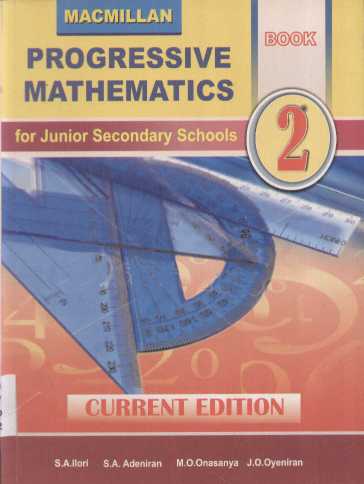 MACMILLAN
BOOK
PROGRESSIVE
MATHEMATICS
2
for Junior Secondary Schools
CURRENT EDITION
S.A.Ilori S.A. Adeniran M.O.Onasanya J.O.Oyeniran